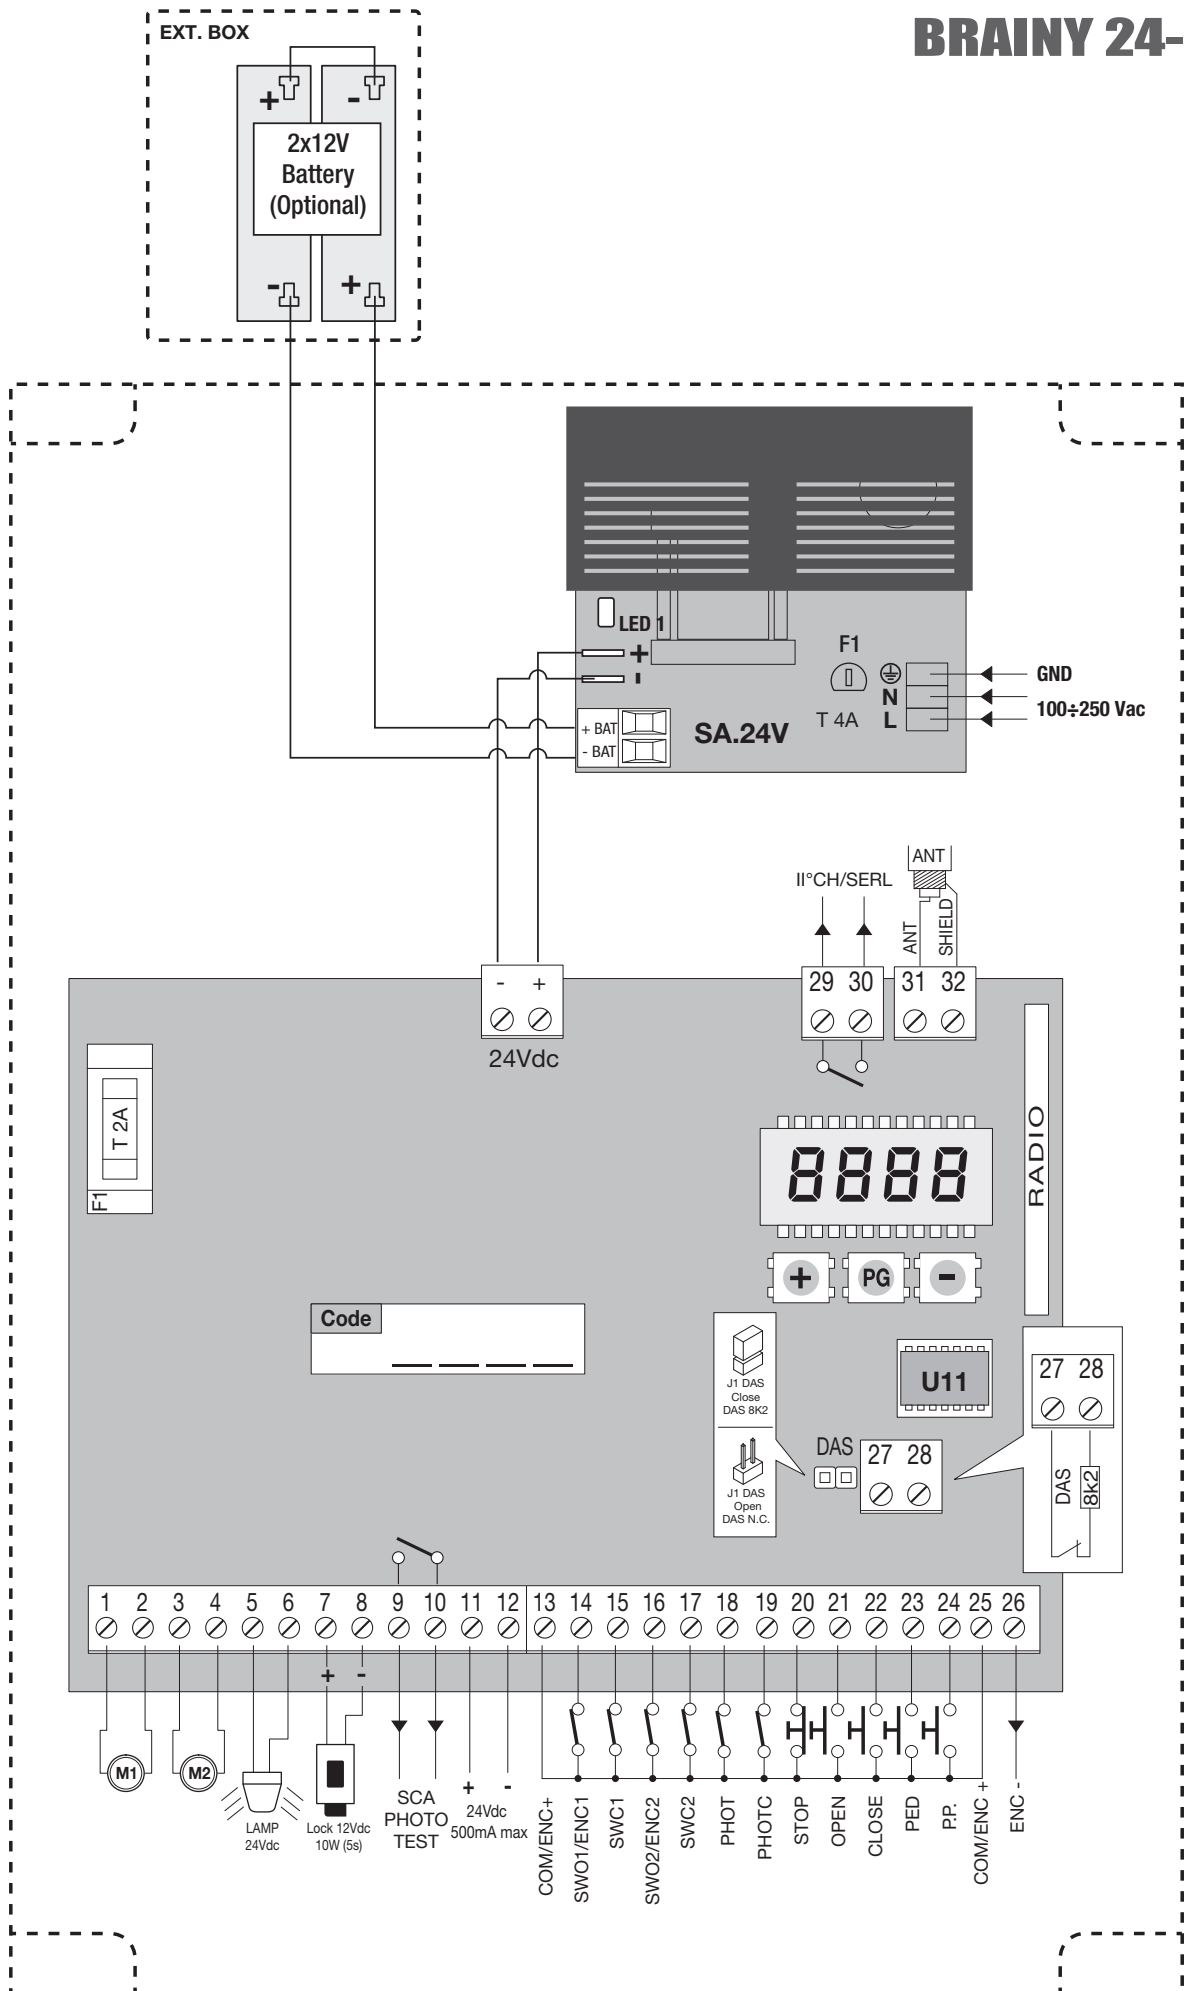 EXT. BOX
BRAINY 24-
+ -
2x12V
Battery
(Optional)
- +
LED 1
+
-
F1
T 4A
N
L
GND
100÷250 Vac
+ BAT
- BAT
SA.24V
ANT
II°CH/SERL
ANT
SHIELD
- +
24Vdc
29 30
31 32
T 2A
F1
RADIO
8888
+ PG -
Code
J1 DAS
Close
DAS 8K2
J1 DAS
Open
DAS N.C.
U11
DAS
27 28
27 28
DAS
8k2
1 2 3 4 5 6 7 8 9 10 11 12 13 14 15 16 17 18 19 20 21 22 23 24 25 26
+ -
M1
M2
LAMP
24Vdc
Lock 12Vdc
10W (5s)
SCA
PHOTO
TEST
+ -
24Vdc
500mA max
COM/ENC+
SWO1/ENC1
SWC1
SWO2/ENC2
SWC2
PHOT
PHOTC
STOP
OPEN
CLOSE
PED
P.P.
COM/ENC +
ENC -